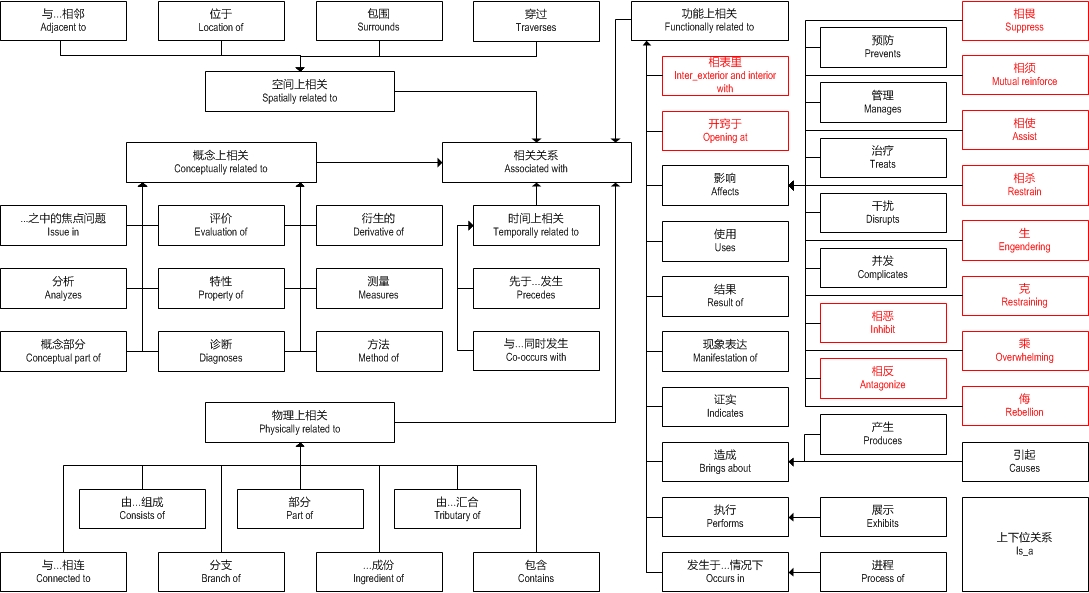 与...相邻
Adjacent to
位于
Location of
包围
Surrounds
穿过
Traverses
空间上相关
Spatially related to
概念上相关
Conceptually related to
相关关系
Associated with
...之中的焦点问题
Issue in
评价
Evaluation of
衍生的
Derivative of
时间上相关
Temporally related to
分析
Analyzes
特性
Property of
测量
Measures
先于...发生
Precedes
概念部分
Conceptual part of
诊断
Diagnoses
方法
Method of
与...同时发生
Co-occurs with
物理上相关
Physically related to
由...组成
Consists of
部分
Part of
由...汇合
Tributary of
与...相连
Connected to
分支
Branch of
...成份
Ingredient of
包含
Contains
功能上相关
Functionally related to
相表里
Inter_exterior and interior
with
开窍于
Opening at
影响
Affects
使用
Uses
结果
Result of
现象表达
Manifestation of
证实
Indicates
造成
Brings about
执行
Performs
发生于...情况下
Occurs in
预防
Prevents
管理
Manages
治疗
Treats
干扰
Disrupts
并发
Complicates
相恶
Inhibit
相反
Antagonize
产生
Produces
展示
Exhibits
进程
Process of
相畏
Suppress
相须
Mutual reinforce
相使
Assist
相杀
Restrain
生
Engendering
克
Restraining
乘
Overwhelming
侮
Rebellion
引起
Causes
上下位关系
Is_a